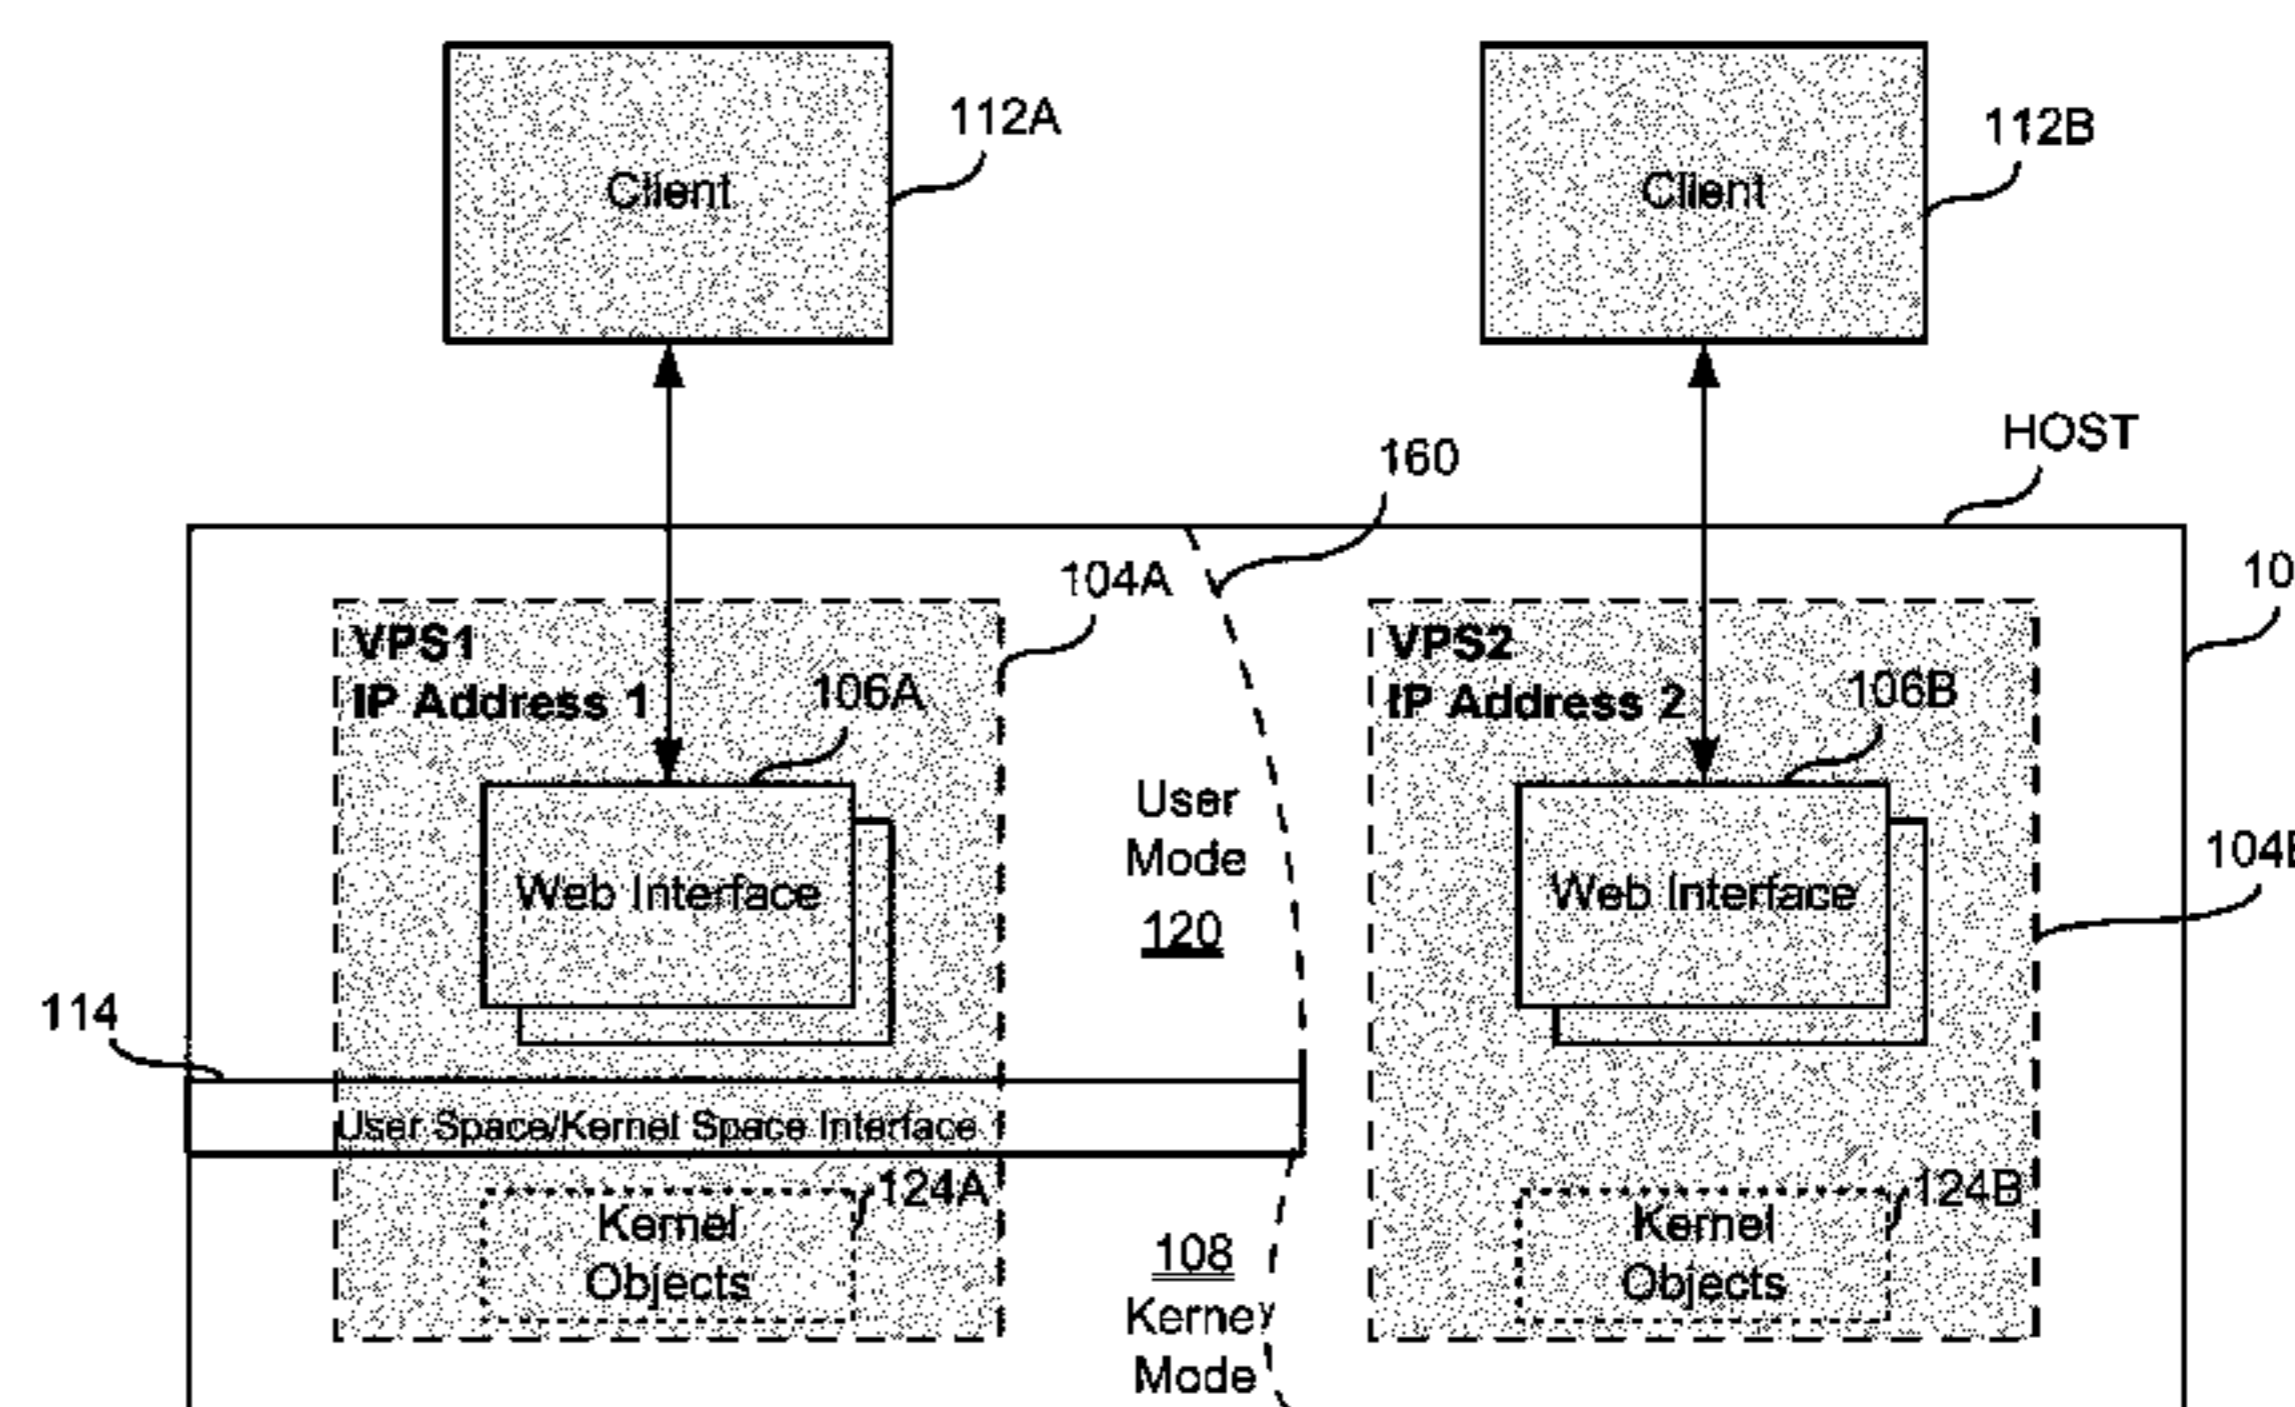 112A
112B
Client
Client
HOST
160
104A
VPS1
IP Address 1
106A
VPS2
IP Address 2
106B
User
Mode
120
Web Interface
Web Interface
114
User Space/Kernel Space Interface
124A
Kernel
Objects
124B
Kernel
Objects
108
Kernel
Mode